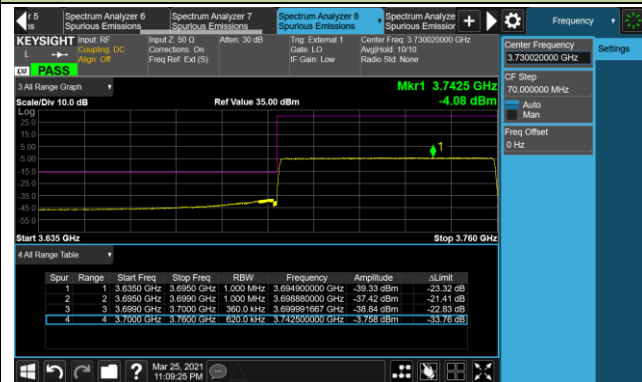 r 5
is
Spectrum Analyzer 6
Spurious Emissions
Spectrum Analyzer 7
Spurious Emissions
Spectrum Analyzer 8
Spurious Emissions
Spectrum Analyze
Spurious Emission
Frequency
KEYSIGHT
Input: RF
Coupling: DC
Align: Off
Input Z: 50 Ω
Corrections: On
Freq Ref: Ext (S)
Atten: 30 dB
Trig: External 1
Gate: LO
IF Gain: Low
Center Freq: 3.730020000 GHz
Avg|Hold: 10/10
Radio Std: None
L
LXI PASS
Center Frequency
3.730020000 GHz
Settings
CF Step
70.000000 MHz
Auto
Man
Freq Offset
0 Hz
3 All Range Graph
Mkr1 3.7425 GHz
-4.08 dBm
Scale/Div 10.0 dB
Ref Value 35.00 dBm
Log
25.0
15.0
5.00
-5.00
-15.0
-25.0
-35.0
-45.0
-55.0
1
Start 3.635 GHz
Stop 3.760 GHz
4 All Range Table
Spur Range Start Freq Stop Freq RBW Frequency Amplitude ΔLimit
1 1 3.6350 GHz 3.6950 GHz 1.000 MHz 3.694900000 GHz -39.33 dBm -23.32 dB
2 2 3.6950 GHz 3.6990 GHz 1.000 MHz 3.698880000 GHz -37.42 dBm -21.41 dB
3 3 3.6990 GHz 3.7000 GHz 360.0 kHz 3.699991667 GHz -38.84 dBm -22.83 dB
4 4 3.7000 GHz 3.7600 GHz 620.0 kHz 3.742500000 GHz -3.758 dBm -33.76 dB
Mar 25, 2021
11:09:25 PM